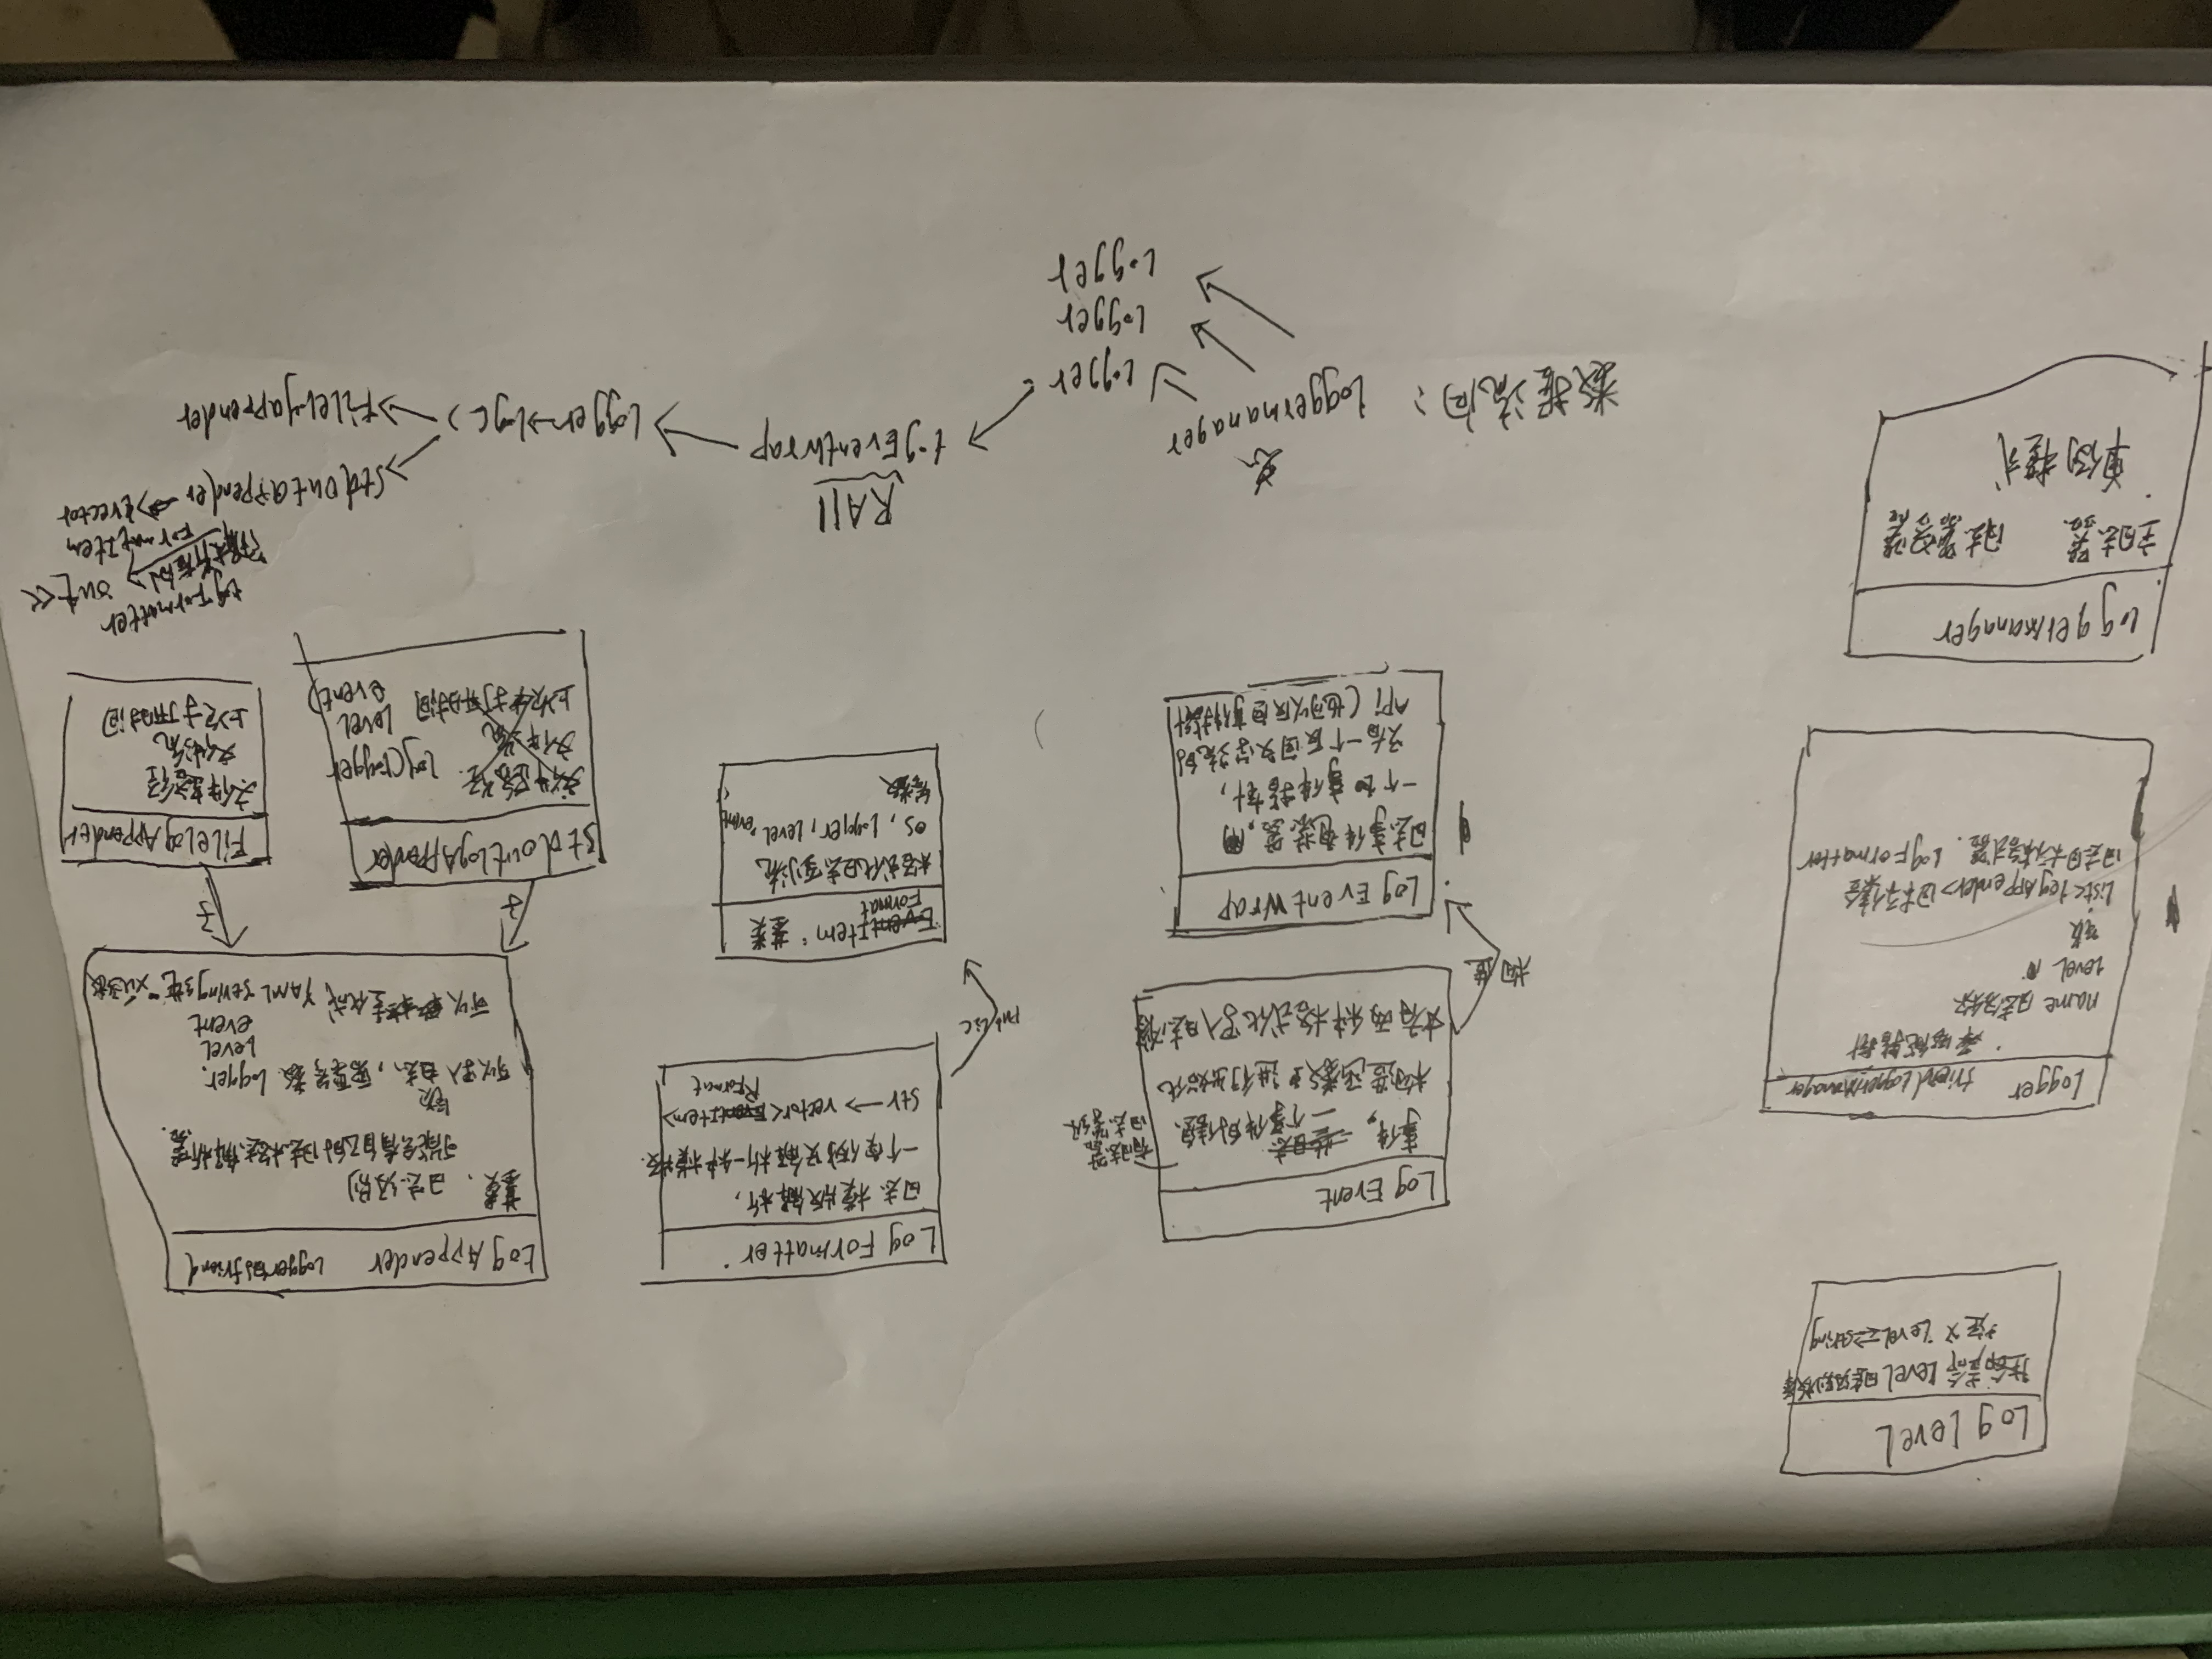 Log Level
声命 Level 日志级别枚举
定义 Level⇄String
Logger friend LoggerManager
智能指针
name 日志名称
Level
锁
List<LogAppender> 目标集合
日志目标格式器. LogFormatter
Loggermanager
主日志器 日志器容器
单例模式
Log Event
事件, 一个事件的信息
有日志器
日志等级
构造函数 进行出始化
有两种格式化写入日志内容
构造
Log Event Wrap
日志事件包装器,用
一个 事件指针,
只有一个反回文字流的
API (也可以反回事件指针
Log Formatter
日志模版解析,
一个实例只解析一种模版.
Str → vector<Item>
Format
Public
Item: 基类
Format
格式化日志到流
os, Logger, Level, event
参数
Log Appender Logger的friend
基类、日志级别
可能会有自己的日志格志解析器.
锁
可以写入日志, 需要参数 Logger.
Level
event
可以 化成 YAML String 纯 函数
子
子
StdoutLogAppender
文件路径. log(Logger
文件流 Level
上次打开时间 event)
FileLogAppender
文件路径
文件流
上次打开时间
数据流向:
总
Loggermanager
Logger
Logger
Logger
RAII
LogEventWrap
Logger→log()
StdoutAppender → vector
FileLogappender
LogFormatter
解析后的
FormatItem
out<<